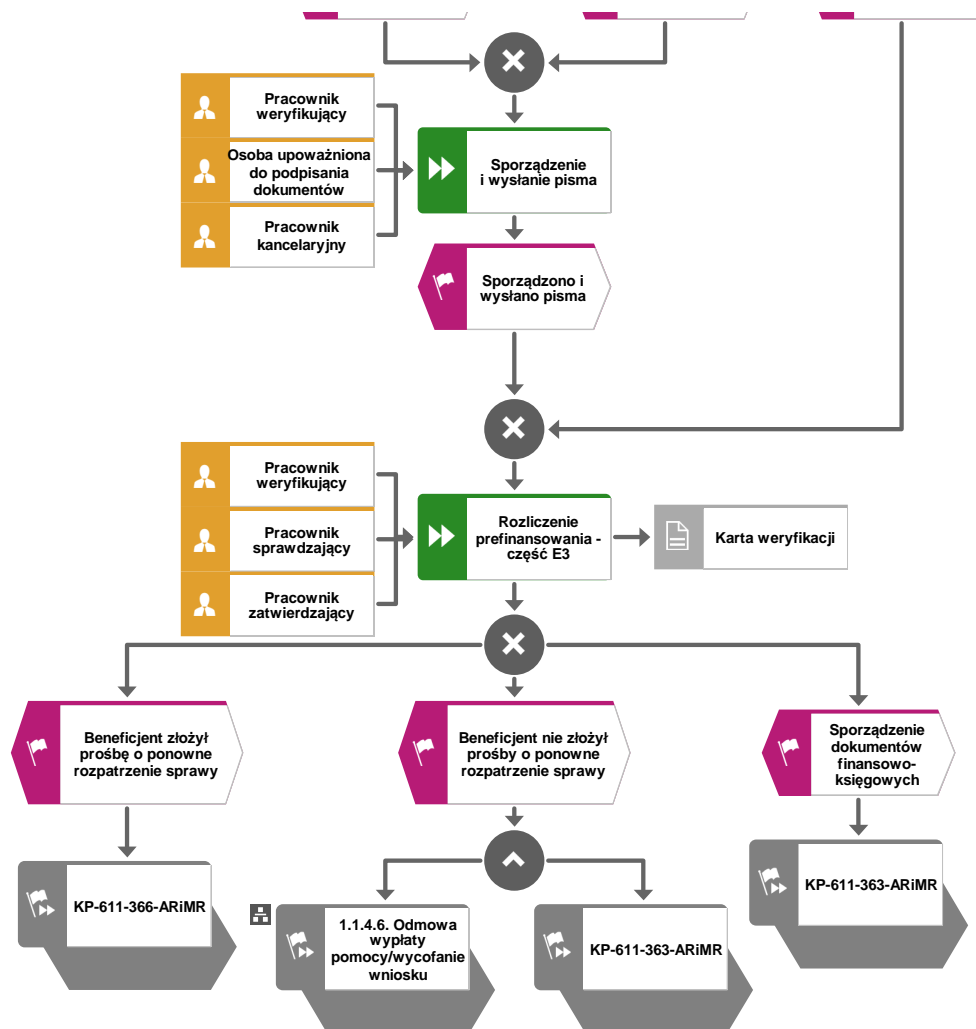 Pracownik
weryfikujący
Osoba upoważniona
do podpisania
dokumentów
Pracownik
kancelaryjny
Sporządzenie
i wysłanie pisma
Sporządzono i
wysłano pisma
Pracownik
weryfikujący
Pracownik
sprawdzający
Pracownik
zatwierdzający
Rozliczenie
prefinansowania -
część E3
Karta weryfikacji
Beneficjent złożył
prośbę o ponowne
rozpatrzenie sprawy
Beneficjent nie złożył
prośby o ponowne
rozpatrzenie sprawy
Sporządzenie
dokumentów
finansowo-
księgowych
KP-611-366-ARiMR
1.1.4.6. Odmowa
wypłaty
pomocy/wycofanie
wniosku
KP-611-363-ARiMR
KP-611-363-ARiMR